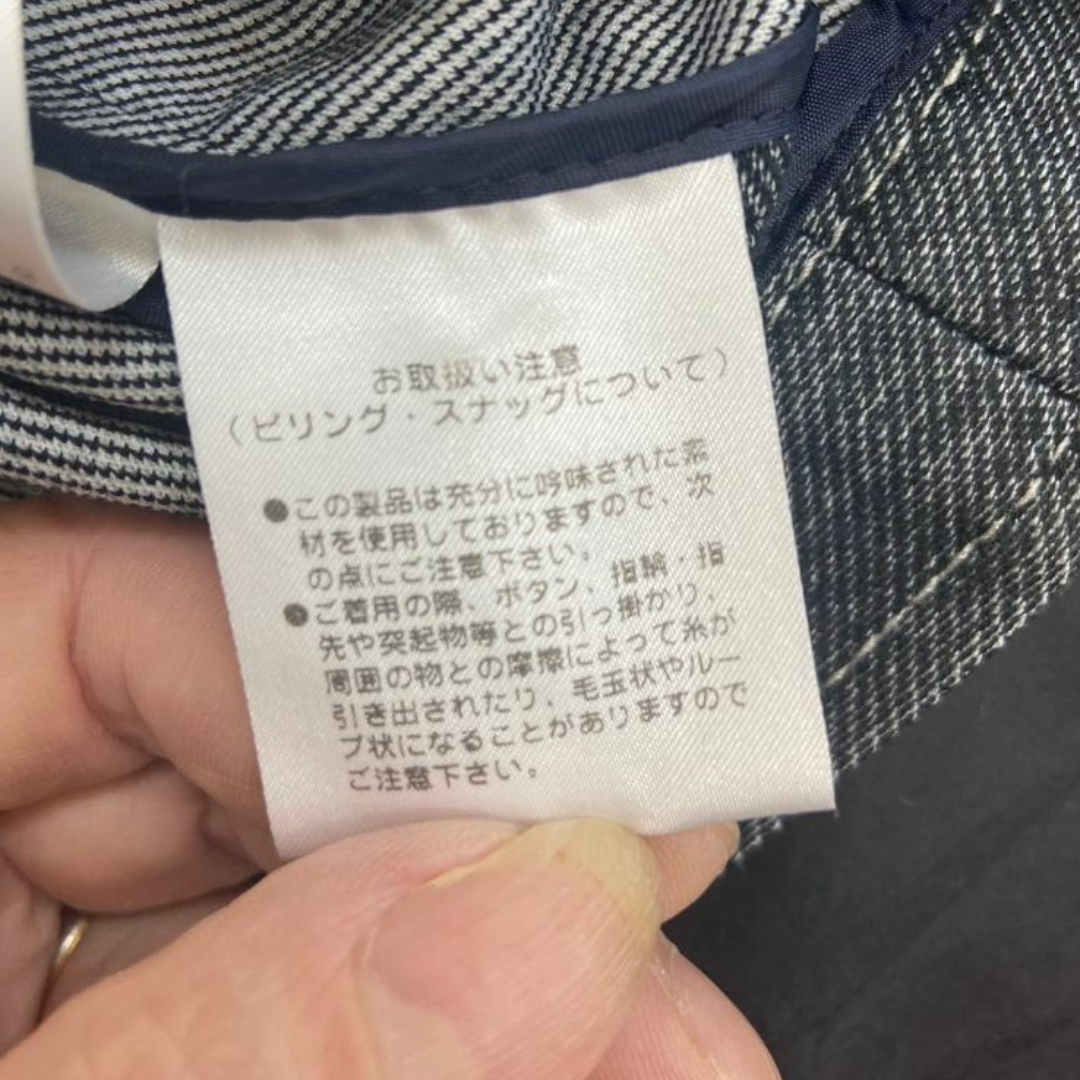 お取扱い注意
（ピリング・スナッグについて）
●この製品は充分に吟味された素
材を使用しておりますので、次
の点にご注意下さい。
●ご着用の際、ボタン、指輪・指
先や突起物等との引っ掛かり、
周囲の物との摩擦によって糸が
引き出されたり、毛玉状やルー
プ状になることがありますので
ご注意下さい。